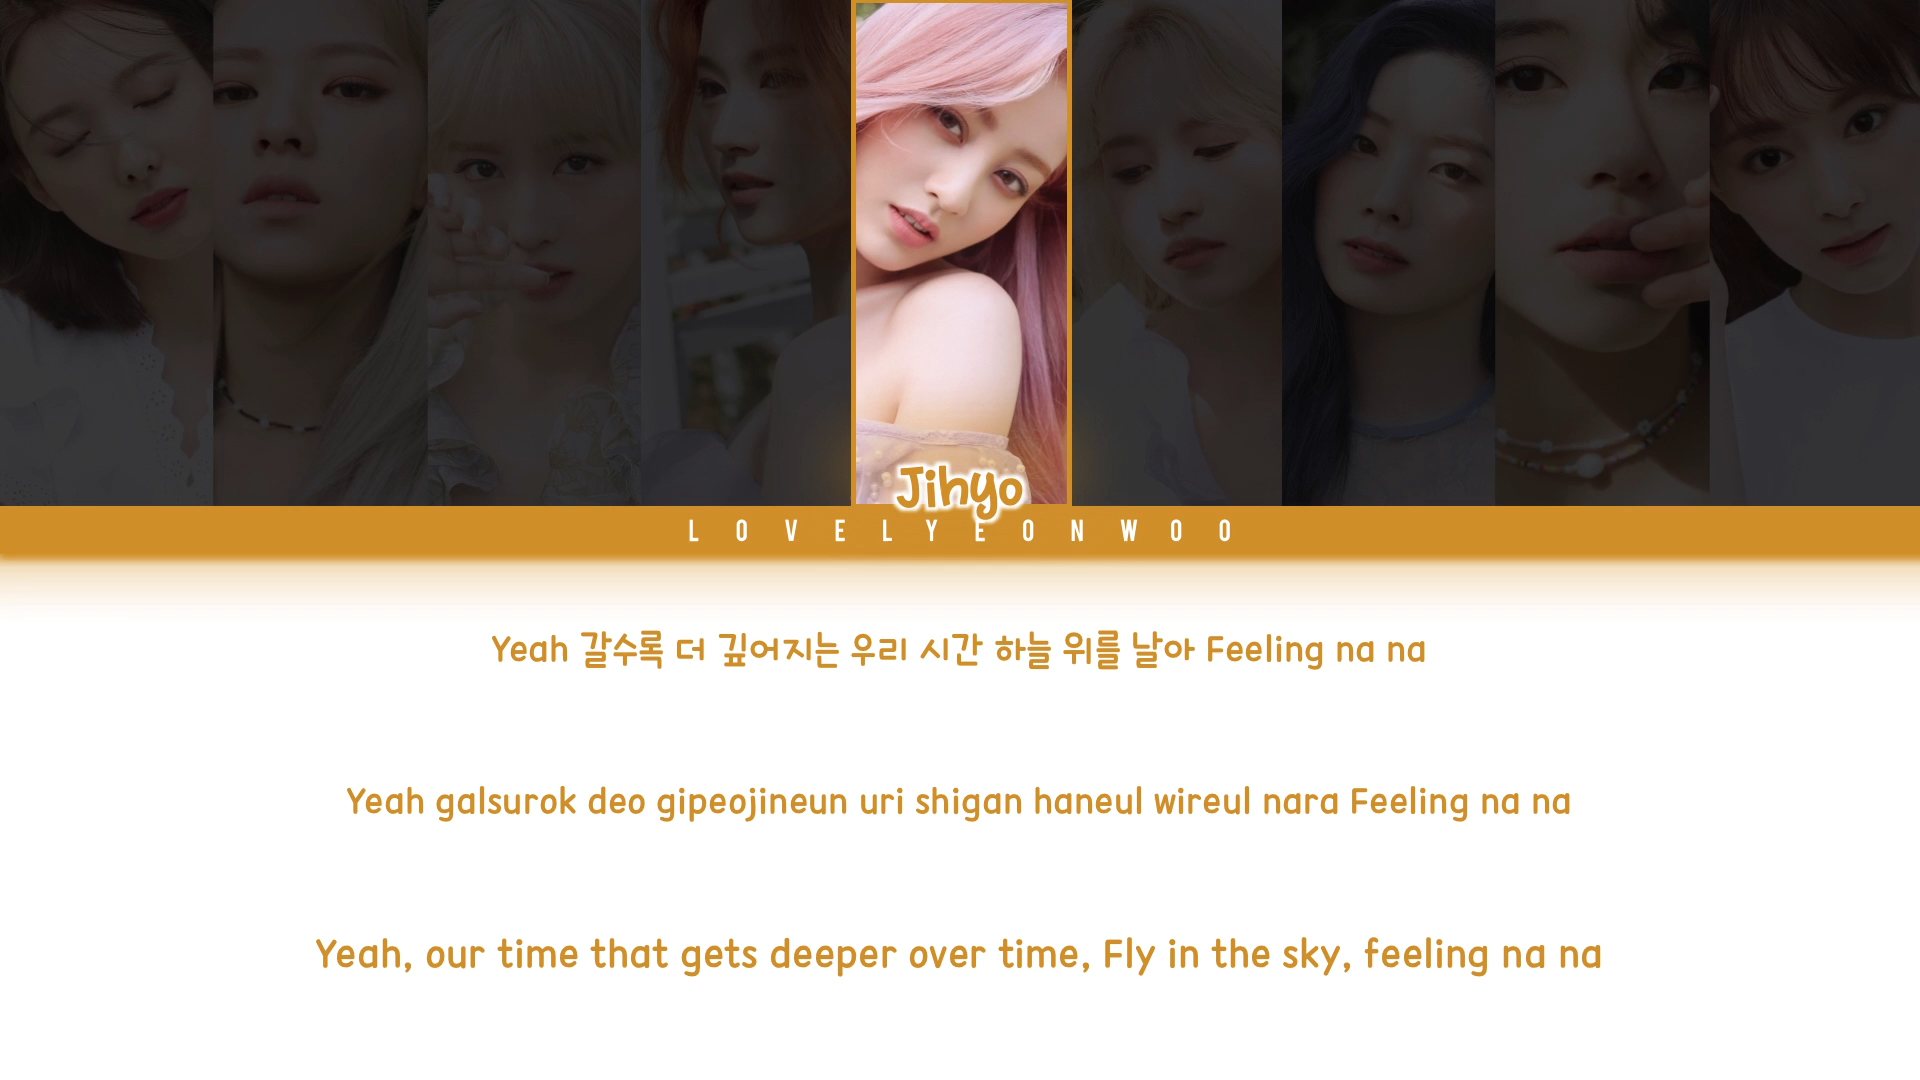 Jihyo
LOVELYEONWOO
Yeah 갈수록 더 깊어지는 우리 시간 하늘 위를 날아 Feeling na na
Yeah galsurok deo gipeojineun uri shigan haneul wireul nara Feeling na na
Yeah, our time that gets deeper over time, Fly in the sky, feeling na na